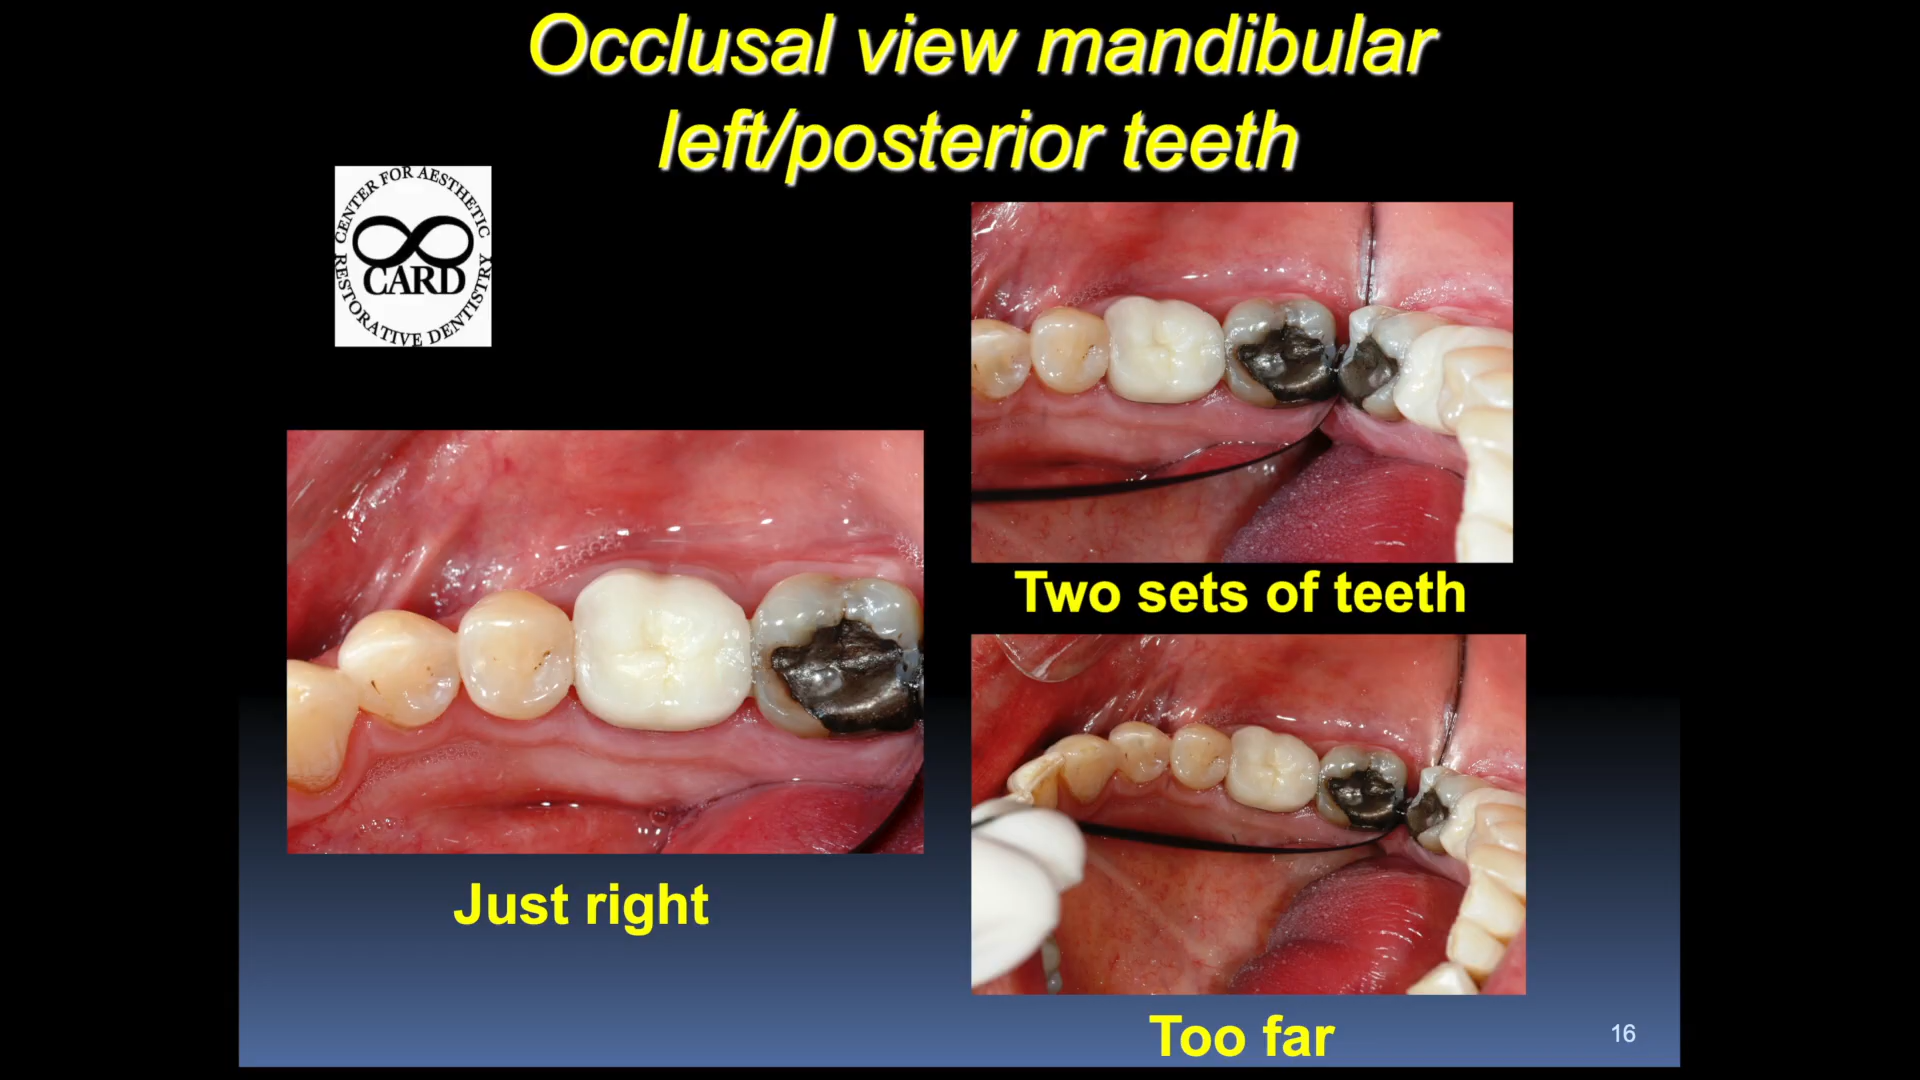 Occlusal view mandibular
left/posterior teeth
CENTER FOR AESTHETIC
CARD
RESTORATIVE DENTISTRY
Two sets of teeth
Just right
Too far
16